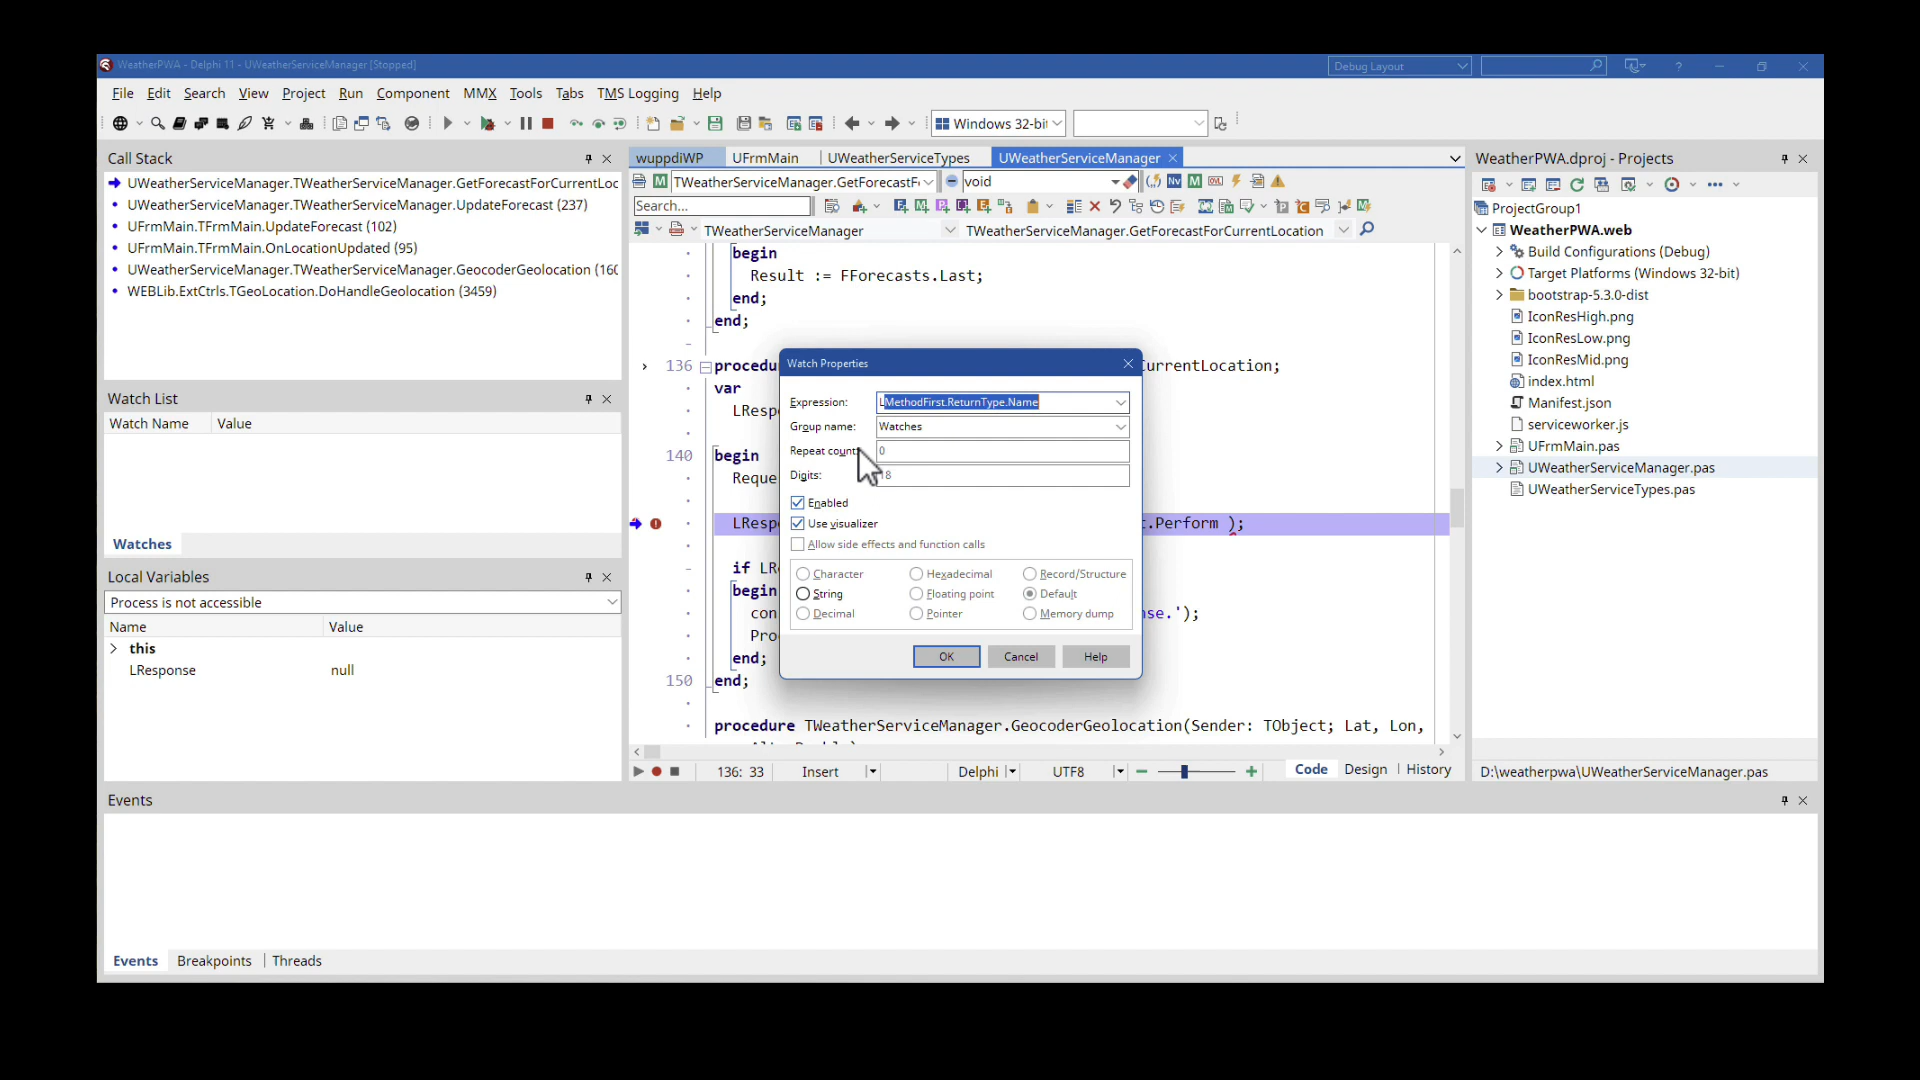 WeatherPWA - Delphi 11 - UWeatherServiceManager [Stopped]
Debug Layout
File Edit Search View Project Run Component MMX Tools Tabs TMS Logging Help
Windows 32-bit
Call Stack
UWeatherServiceManager.TWeatherServiceManager.GetForecastForCurrentLoc
UWeatherServiceManager.TWeatherServiceManager.UpdateForecast (237)
UFrmMain.TFrmMain.UpdateForecast (102)
UFrmMain.TFrmMain.OnLocationUpdated (95)
UWeatherServiceManager.TWeatherServiceManager.GeocoderGeolocation (160
WEBLib.ExtCtrls.TGeoLocation.DoHandleGeolocation (3459)
Watch List
Watch Name Value
Watches
Local Variables
Process is not accessible
Name Value
this
LResponse null
wuppdiWP UFrmMain UWeatherServiceTypes UWeatherServiceManager
TWeatherServiceManager.GetForecastF void
Search...
TWeatherServiceManager TWeatherServiceManager.GetForecastForCurrentLocation
begin
Result := FForecasts.Last;
end;
end;
136 procedu CurrentLocation;
var
LResp
140 begin
Reque
LResp t.Perform );
if LRe
begin
con se.');
Pro
end;
150 end;
procedure TWeatherServiceManager.GeocoderGeolocation(Sender: TObject; Lat, Lon,
Watch Properties
Expression: LMethodFirst.ReturnType.Name
Group name: Watches
Repeat count: 0
Digits: 18
Enabled
Use visualizer
Allow side effects and function calls
Character Hexadecimal Record/Structure
String Floating point Default
Decimal Pointer Memory dump
OK Cancel Help
136: 33 Insert Delphi UTF8 Code Design History
WeatherPWA.dproj - Projects
ProjectGroup1
WeatherPWA.web
Build Configurations (Debug)
Target Platforms (Windows 32-bit)
bootstrap-5.3.0-dist
IconResHigh.png
IconResLow.png
IconResMid.png
index.html
Manifest.json
serviceworker.js
UFrmMain.pas
UWeatherServiceManager.pas
UWeatherServiceTypes.pas
D:\weatherpwa\UWeatherServiceManager.pas
Events
Events Breakpoints Threads